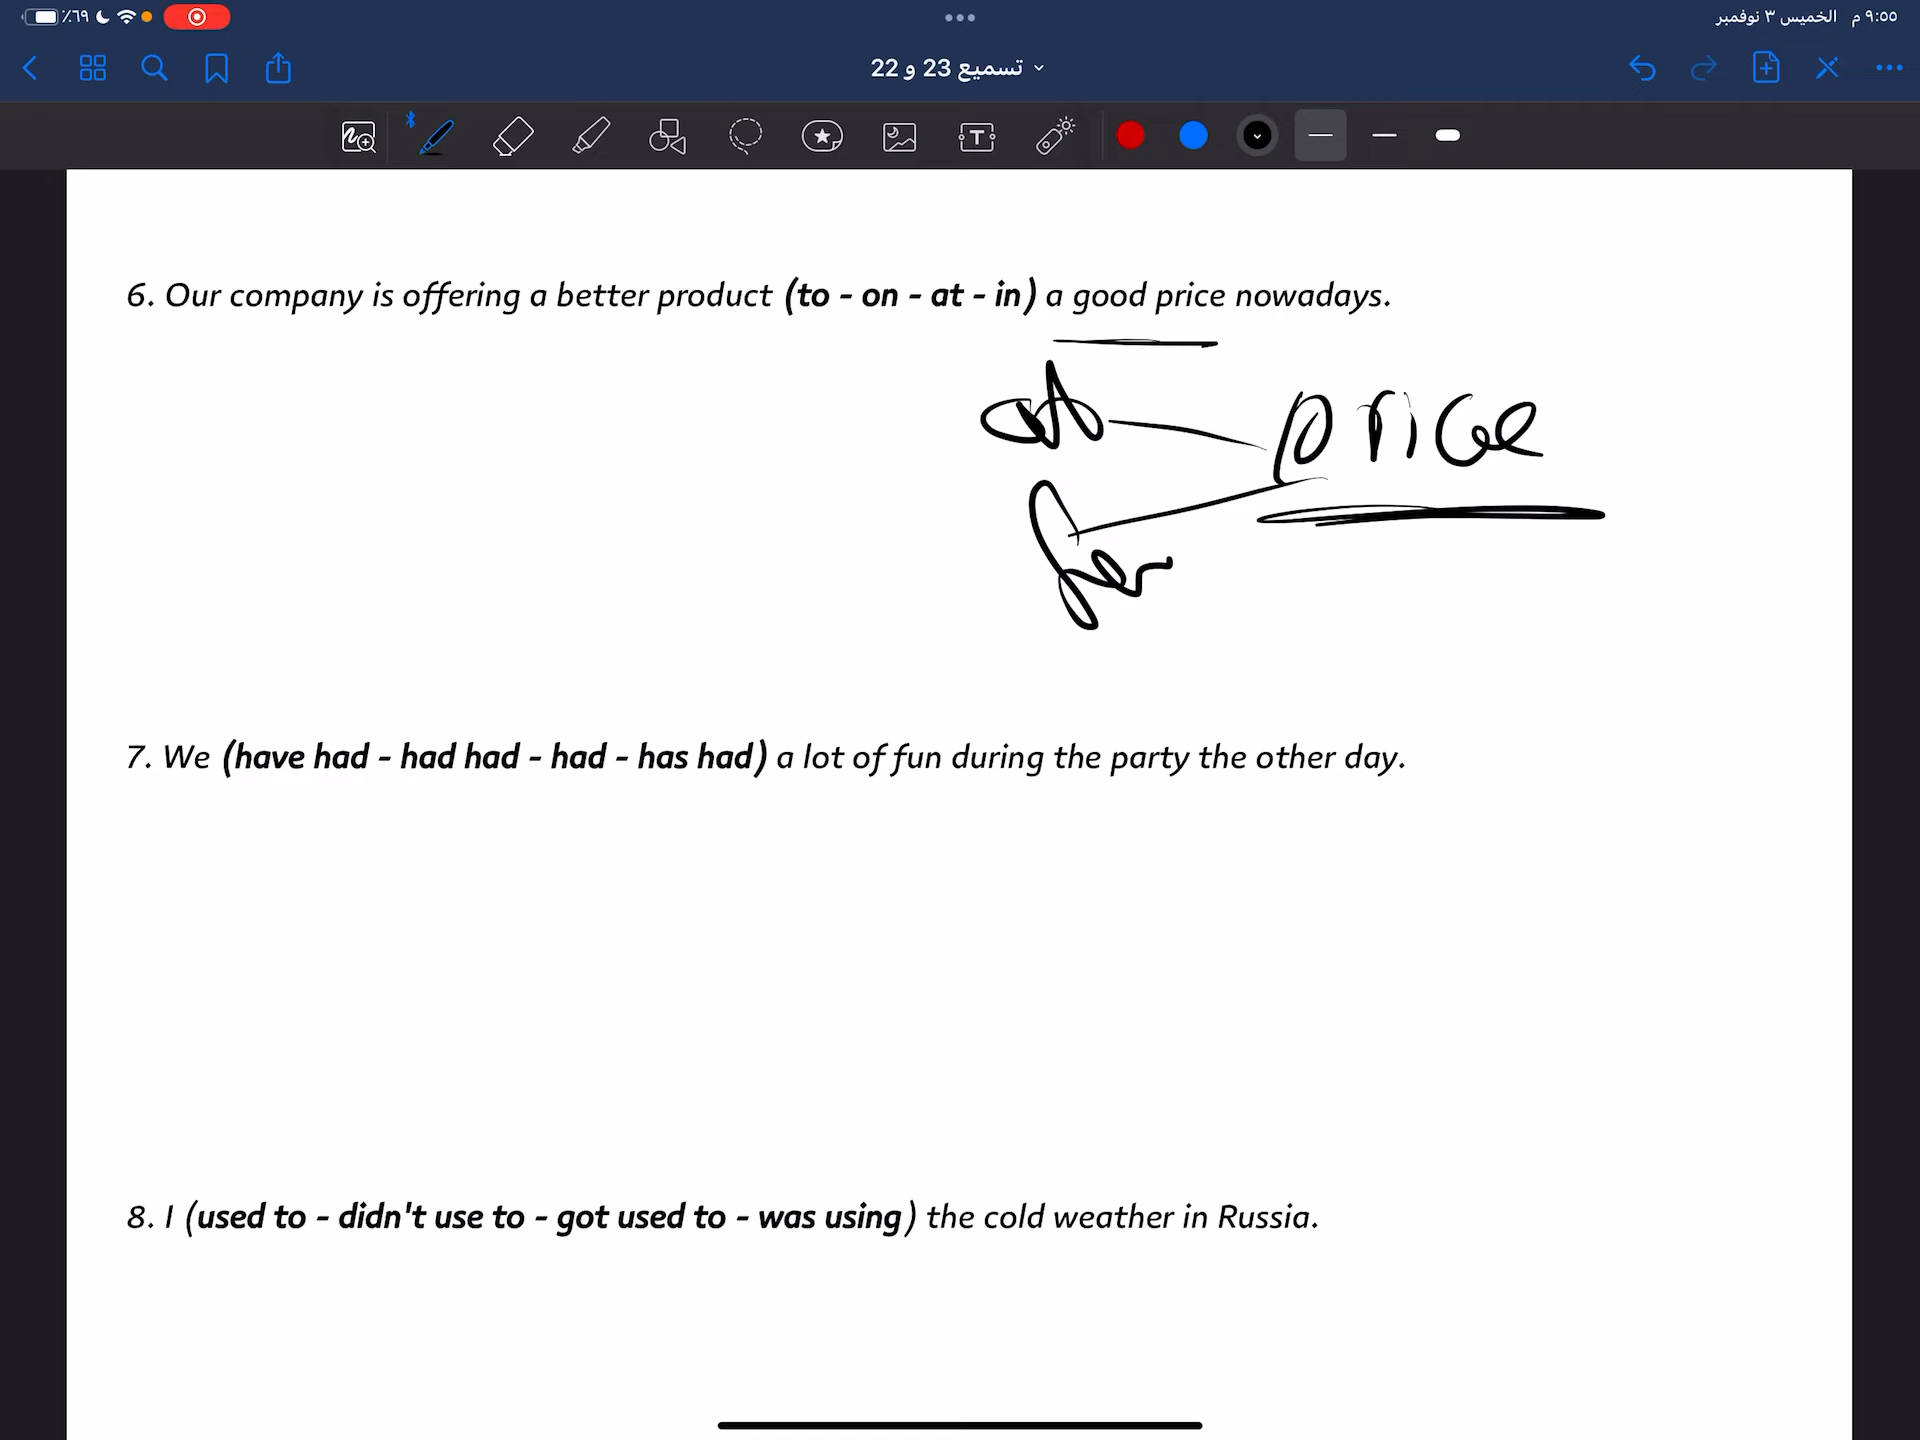 ٪٦٩
٩:٥٥ م الخميس ٣ نوفمبر
تسميع 23 و 22
6. Our company is offering a better product (to - on - at - in) a good price nowadays.
at
price
for
7. We (have had - had had - had - has had) a lot of fun during the party the other day.
8. I (used to - didn't use to - got used to - was using) the cold weather in Russia.